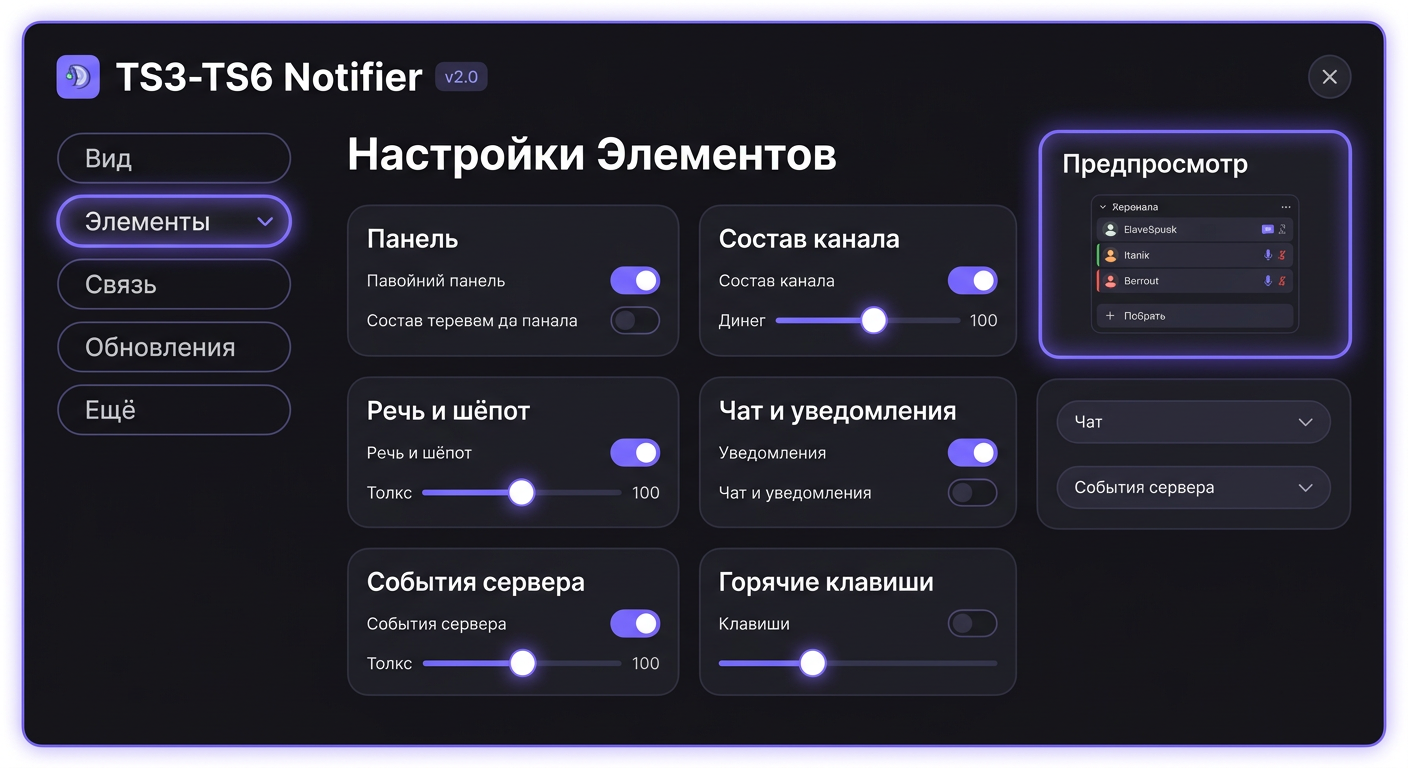 TS3-TS6 Notifier v2.0
Вид
Элементы
Связь
Обновления
Ещё
Настройки Элементов
Панель
Павойний панель
Состав теревем да панала
Состав канала
Состав канала
Динег 100
Речь и шёпот
Речь и шёпот
Толкс 100
Чат и уведомления
Уведомления
Чат и уведомления
События сервера
События сервера
Толкс 100
Горячие клавиши
Клавиши
Предпросмотр
Яеренала
ElaveSpusk
Itanik
Berrout
+ Побрять
Чат
События сервера